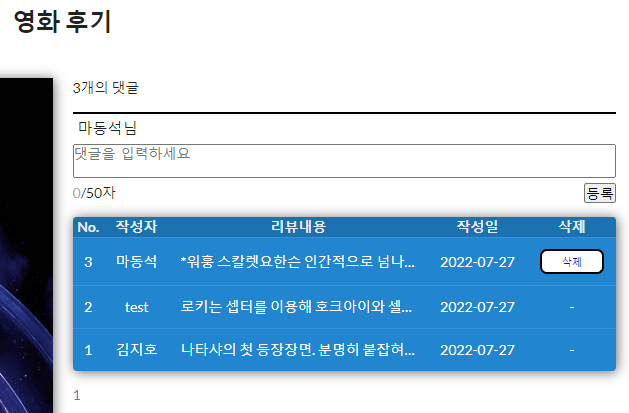 영화 후기
3개의 댓글
마동석님
댓글을 입력하세요
0/50자 등록
No. 작성자 리뷰내용 작성일 삭제
3 마동석 *워훙 스칼렛요한슨 인간적으로 넘나... 2022-07-27 삭제
2 test 로키는 셉터를 이용해 호크아이와 셀... 2022-07-27 -
1 김지호 나타샤의 첫 등장장면. 분명히 붙잡혀... 2022-07-27 -
1